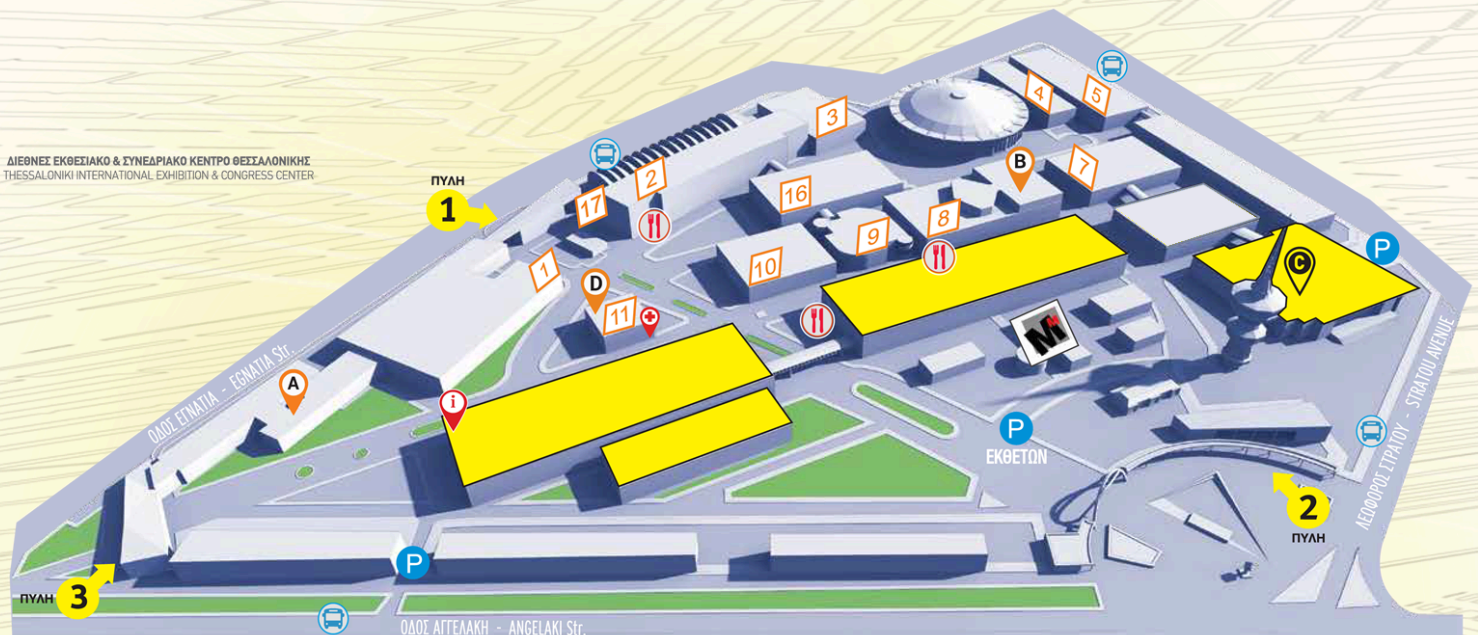 ΔΙΕΘΝΕΣ ΕΚΘΕΣΙΑΚΟ & ΣΥΝΕΔΡΙΑΚΟ ΚΕΝΤΡΟ ΘΕΣΣΑΛΟΝΙΚΗΣ
THESSALONIKI INTERNATIONAL EXHIBITION & CONGRESS CENTER
4
5
3
ΠΥΛΗ
1
17
2
16
B
7
8
9
10
1
D
11
P
C
M
i
A
ΟΔΟΣ ΕΓΝΑΤΙΑ - EGNATIA Str.
P
ΕΚΘΕΤΩΝ
ΛΕΩΦΟΡΟΣ ΣΤΡΑΤΟΥ - STRATOU AVENUE
2
ΠΥΛΗ
P
ΠΥΛΗ
3
ΟΔΟΣ ΑΓΓΕΛΑΚΗ - ANGELAKI Str.